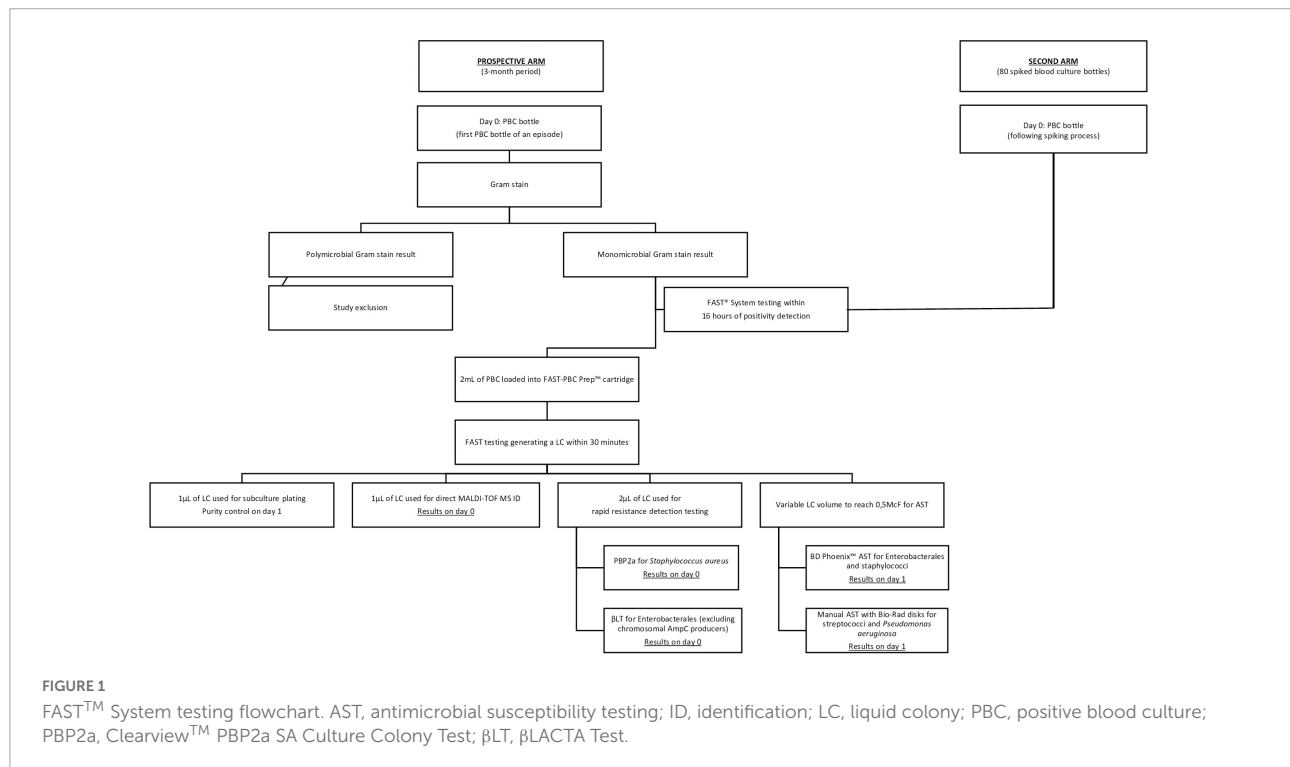 PROSPECTIVE ARM
(3-month period)
SECOND ARM
(80 spiked blood culture bottles)
Day 0: PBC bottle
(first PBC bottle of an episode)
Day 0: PBC bottle
(following spiking process)
Gram stain
Polymicrobial Gram stain result
Monomicrobial Gram stain result
Study exclusion
FAST® System testing within
16 hours of positivity detection
2mL of PBC loaded into FAST-PBC Prep™ cartridge
FAST testing generating a LC within 30 minutes
1µL of LC used for subculture plating
Purity control on day 1
1µL of LC used for direct MALDI-TOF MS ID
Results on day 0
2µL of LC used for
rapid resistance detection testing
Variable LC volume to reach 0,5McF for AST
PBP2a for Staphylococcus aureus
Results on day 0
BD Phoenix™ AST for Enterobacterales
and staphylococci
Results on day 1
βLT for Enterobacterales (excluding
chromosomal AmpC producers)
Results on day 0
Manual AST with Bio-Rad disks for
streptococci and Pseudomonas
aeruginosa
Results on day 1
FIGURE 1
FAST™ System testing flowchart. AST, antimicrobial susceptibility testing; ID, identification; LC, liquid colony; PBC, positive blood culture;
PBP2a, Clearview™ PBP2a SA Culture Colony Test; βLT, βLACTA Test.